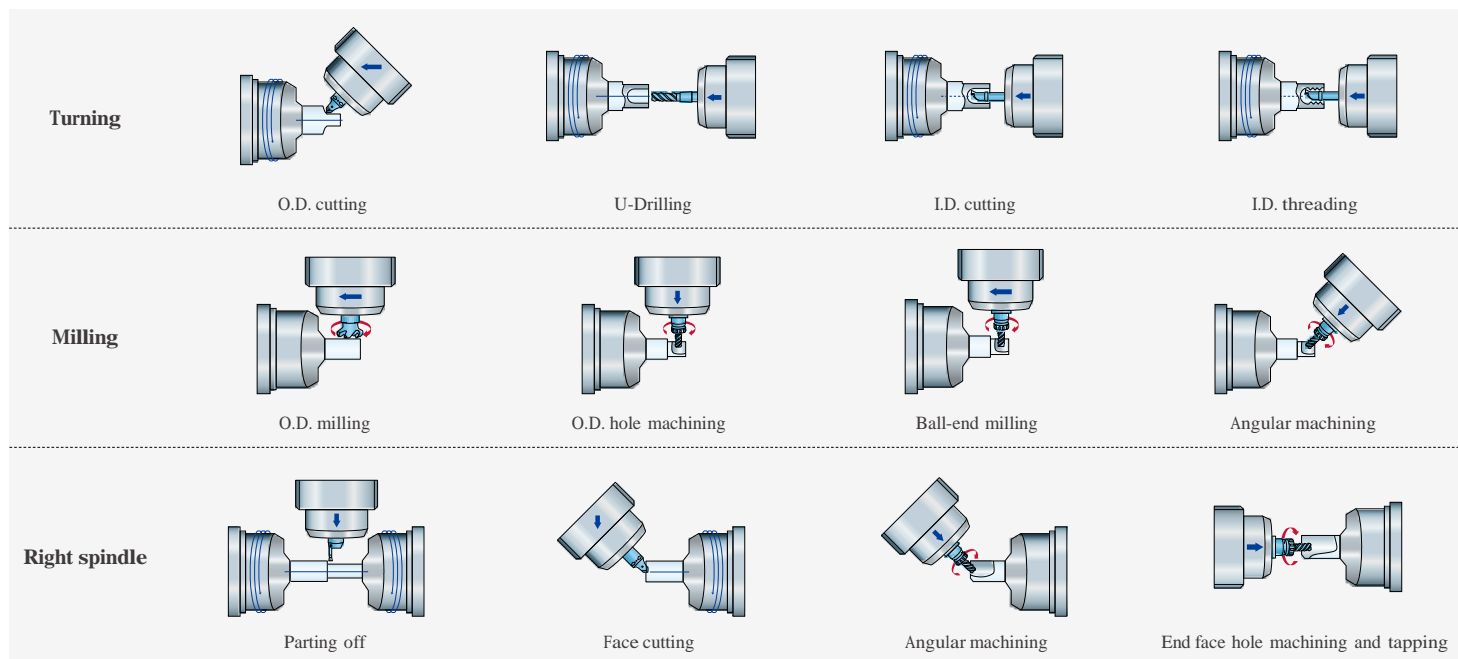 Turning
O.D. cutting
U-Drilling
I.D. cutting
I.D. threading
Milling
O.D. milling
O.D. hole machining
Ball-end milling
Angular machining
Right spindle
Parting off
Face cutting
Angular machining
End face hole machining and tapping